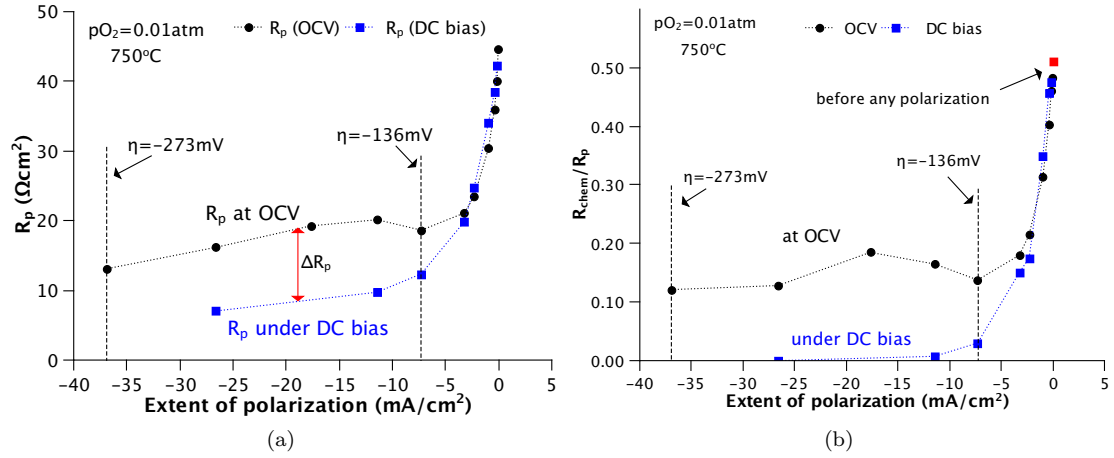 pO₂=0.01atm
750°C
Rₚ (OCV)
Rₚ (DC bias)
η=−273mV
η=−136mV
Rₚ at OCV
ΔRₚ
Rₚ under DC bias
Rₚ (Ωcm²)
50
40
30
20
10
0
−40 −35 −30 −25 −20 −15 −10 −5 0 5
Extent of polarization (mA/cm²)
(a)
pO₂=0.01atm
750°C
OCV
DC bias
before any polarization
η=−273mV
η=−136mV
at OCV
under DC bias
R_chem/Rₚ
0.50
0.40
0.30
0.20
0.10
0.00
−40 −35 −30 −25 −20 −15 −10 −5 0 5
Extent of polarization (mA/cm²)
(b)